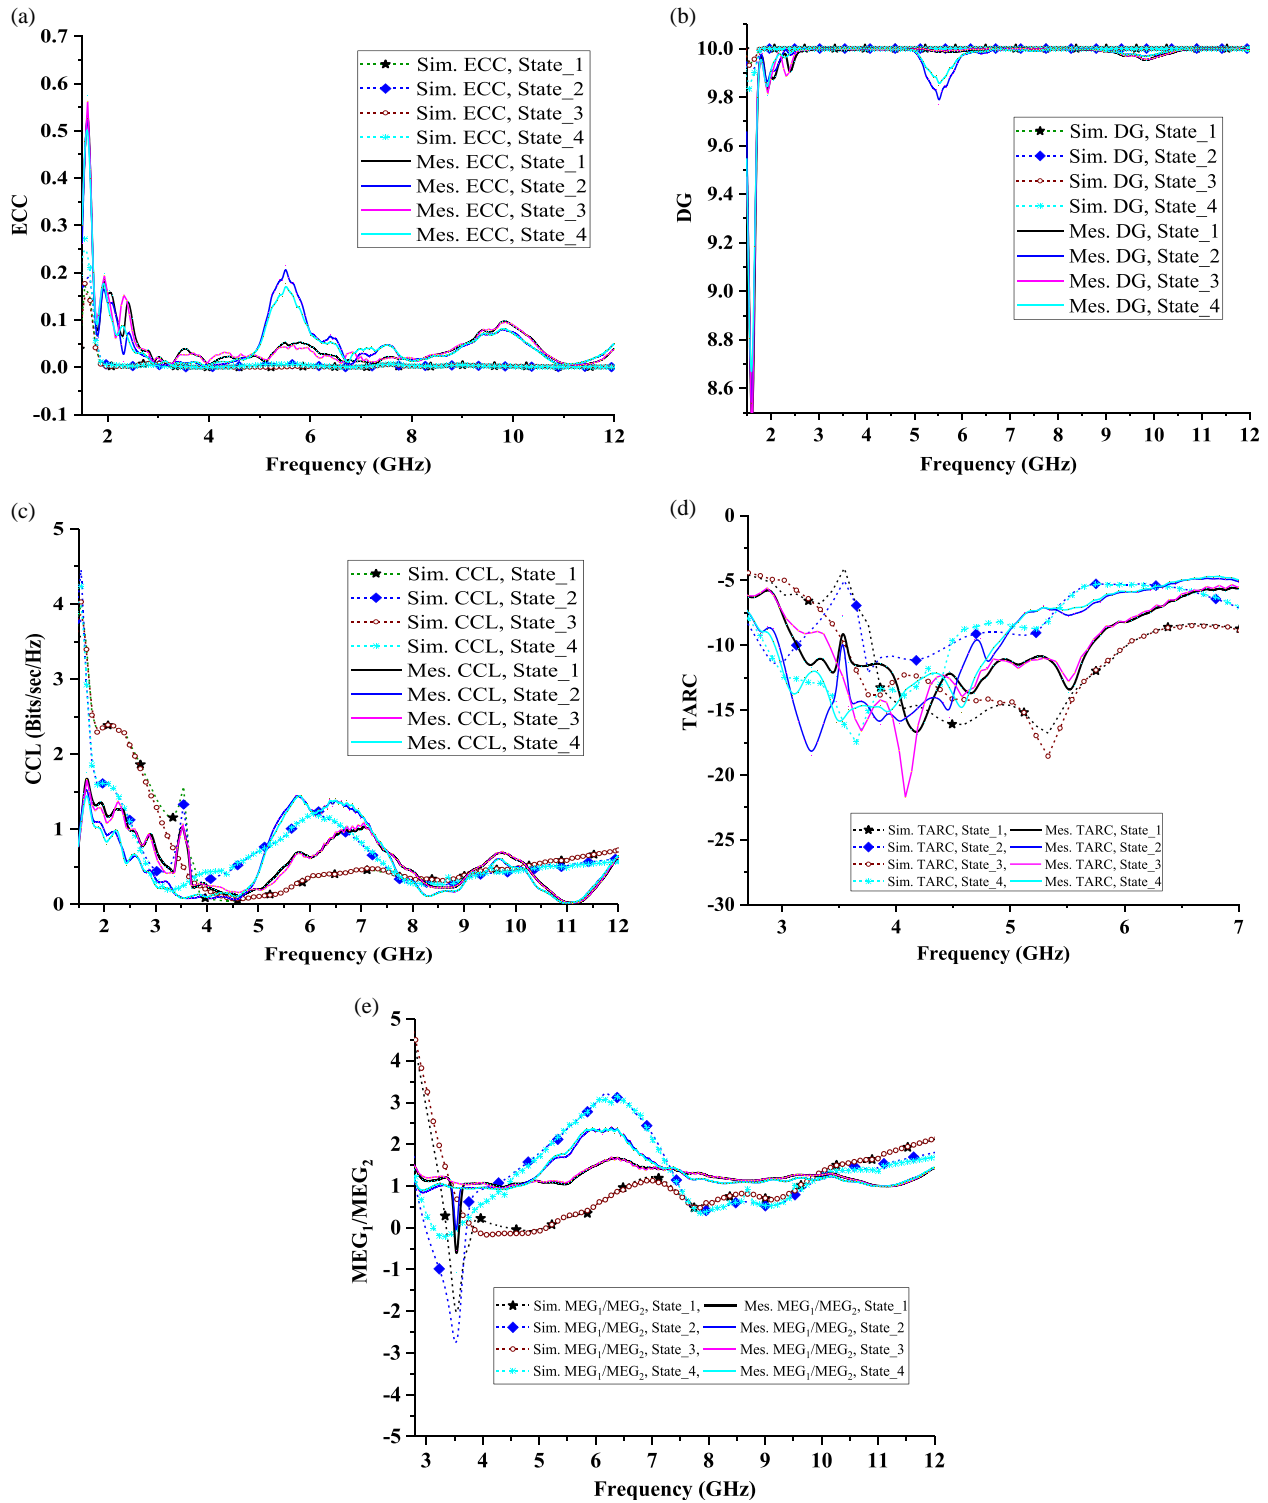 (a)
0.7
0.6
0.5
0.4
0.3
0.2
0.1
0.0
-0.1
ECC
Sim. ECC, State_1
Sim. ECC, State_2
Sim. ECC, State_3
Sim. ECC, State_4
Mes. ECC, State_1
Mes. ECC, State_2
Mes. ECC, State_3
Mes. ECC, State_4
2 4 6 8 10 12
Frequency (GHz)
(b)
10.0
9.8
9.6
9.4
9.2
9.0
8.8
8.6
DG
Sim. DG, State_1
Sim. DG, State_2
Sim. DG, State_3
Sim. DG, State_4
Mes. DG, State_1
Mes. DG, State_2
Mes. DG, State_3
Mes. DG, State_4
2 3 4 5 6 7 8 9 10 11 12
Frequency (GHz)
(c)
5
4
3
2
1
0
CCL (Bits/sec/Hz)
Sim. CCL, State_1
Sim. CCL, State_2
Sim. CCL, State_3
Sim. CCL, State_4
Mes. CCL, State_1
Mes. CCL, State_2
Mes. CCL, State_3
Mes. CCL, State_4
2 3 4 5 6 7 8 9 10 11 12
Frequency (GHz)
(d)
0
-5
-10
-15
-20
-25
-30
TARC
Sim. TARC, State_1, Mes. TARC, State_1
Sim. TARC, State_2, Mes. TARC, State_2
Sim. TARC, State_3, Mes. TARC, State_3
Sim. TARC, State_4, Mes. TARC, State_4
3 4 5 6 7
Frequency (GHz)
(e)
5
4
3
2
1
0
-1
-2
-3
-4
-5
MEG₁/MEG₂
Sim. MEG₁/MEG₂, State_1, Mes. MEG₁/MEG₂, State_1
Sim. MEG₁/MEG₂, State_2, Mes. MEG₁/MEG₂, State_2
Sim. MEG₁/MEG₂, State_3, Mes. MEG₁/MEG₂, State_3
Sim. MEG₁/MEG₂, State_4, Mes. MEG₁/MEG₂, State_4
3 4 5 6 7 8 9 10 11 12
Frequency (GHz)